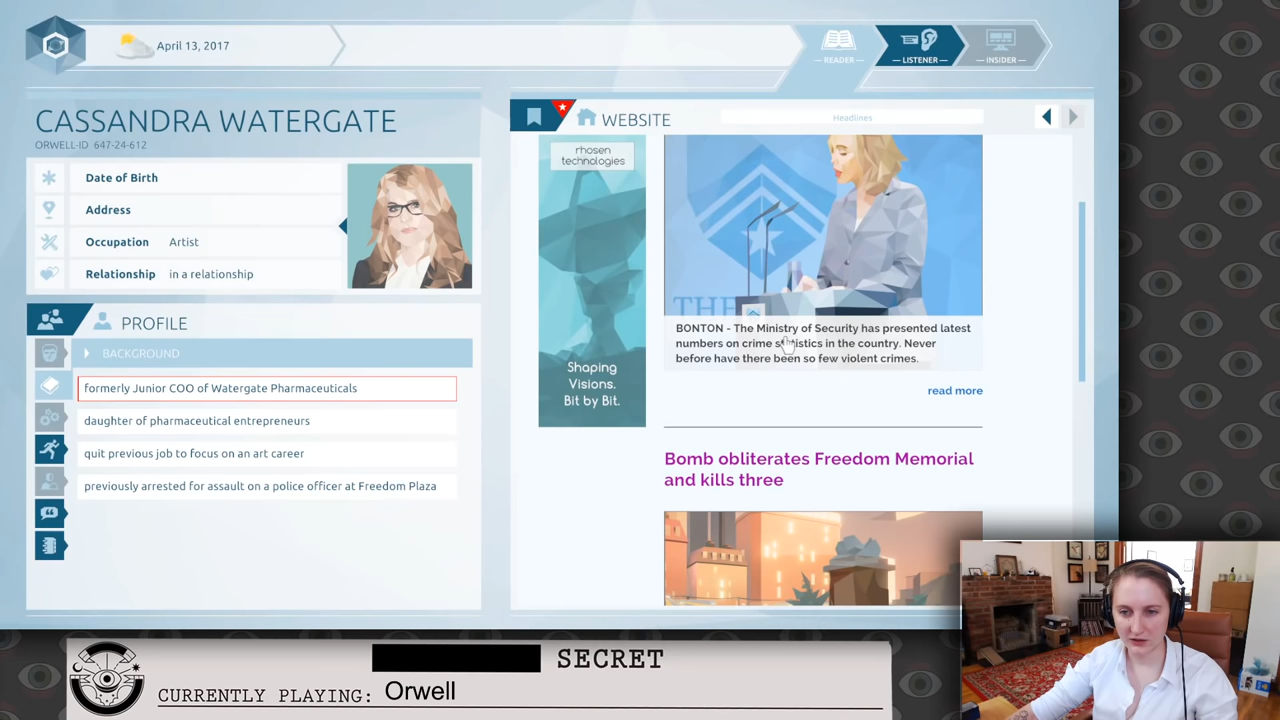 April 13, 2017
READER
LISTENER
INSIDER
CASSANDRA WATERGATE
ORWELL-ID 647-24-612
Date of Birth
Address
Occupation Artist
Relationship in a relationship
PROFILE
BACKGROUND
formerly Junior COO of Watergate Pharmaceuticals
daughter of pharmaceutical entrepreneurs
quit previous job to focus on an art career
previously arrested for assault on a police officer at Freedom Plaza
WEBSITE
Headlines
rhosen
technologies
Shaping
Visions.
Bit by Bit.
THE
BONTON - The Ministry of Security has presented latest
numbers on crime statistics in the country. Never
before have there been so few violent crimes.
read more
Bomb obliterates Freedom Memorial
and kills three
SECRET
CURRENTLY PLAYING: Orwell